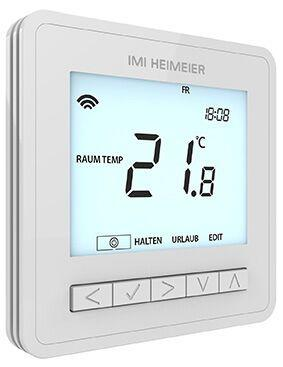 IMI HEIMEIER
FR
18:08
RAUM TEMP 21.8 °C
© HALTEN URLAUB EDIT